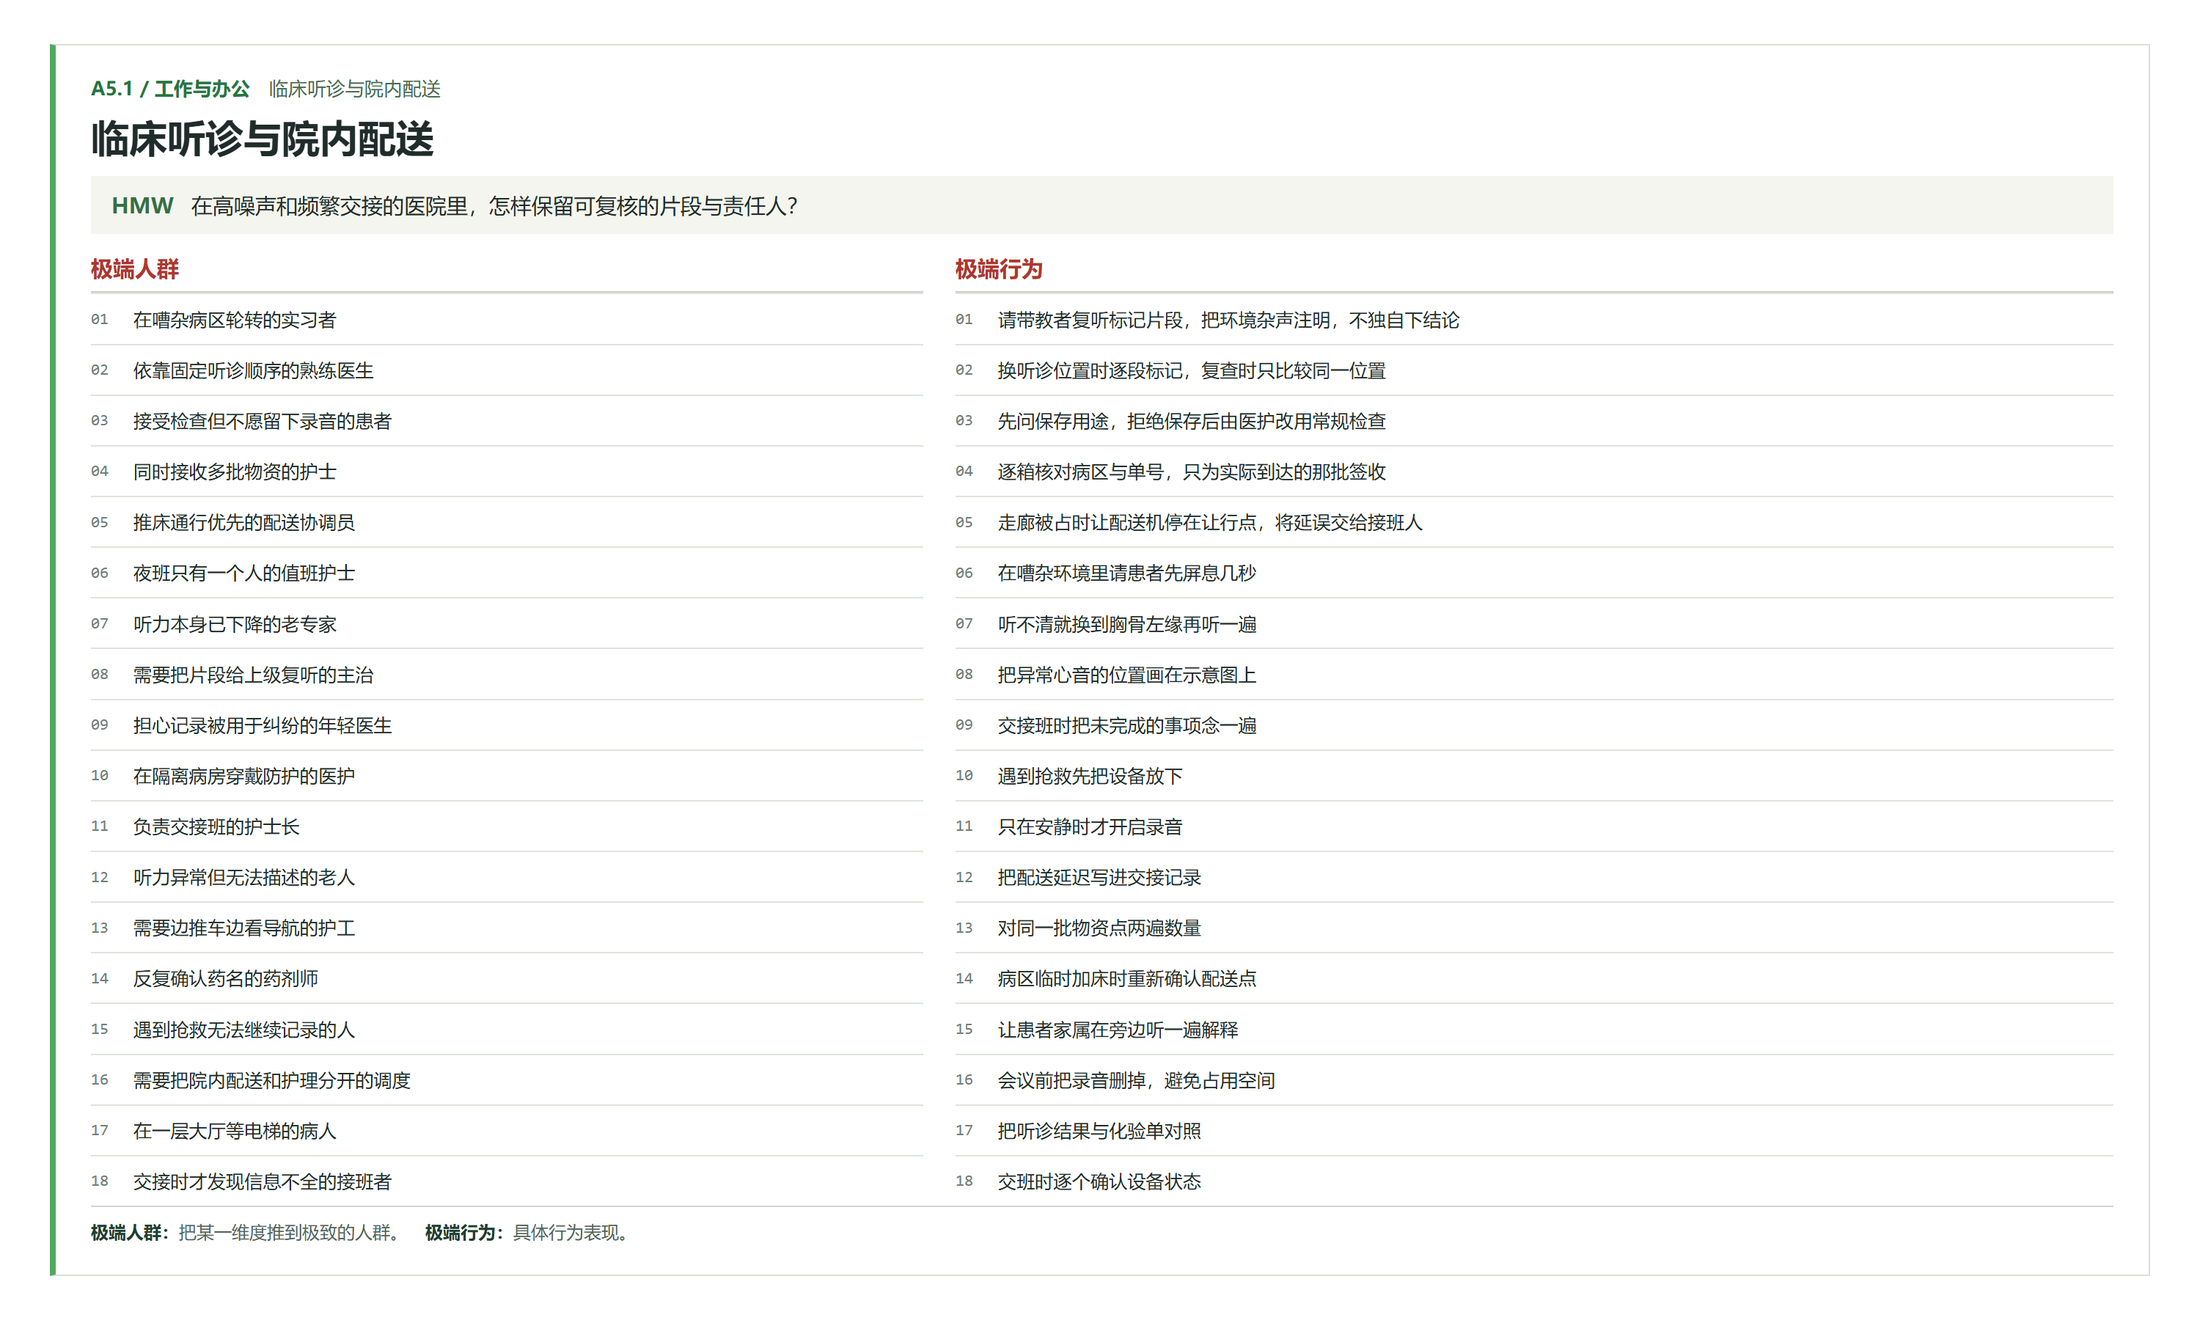 A5.1 / 工作与办公 临床听诊与院内配送
临床听诊与院内配送
HMW 在高噪声和频繁交接的医院里，怎样保留可复核的片段与责任人？
极端人群
01 在嘈杂病区轮转的实习者
02 依靠固定听诊顺序的熟练医生
03 接受检查但不愿留下录音的患者
04 同时接收多批物资的护士
05 推床通行优先的配送协调员
06 夜班只有一个人的值班护士
07 听力本身已下降的老专家
08 需要把片段给上级复听的主治
09 担心记录被用于纠纷的年轻医生
10 在隔离病房穿戴防护的医护
11 负责交接班的护士长
12 听力异常但无法描述的老人
13 需要边推车边看导航的护工
14 反复确认药名的药剂师
15 遇到抢救无法继续记录的人
16 需要把院内配送和护理分开的调度
17 在一层大厅等电梯的病人
18 交接时才发现信息不全的接班者
极端行为
01 请带教者复听标记片段，把环境杂声注明，不独自下结论
02 换听诊位置时逐段标记，复查时只比较同一位置
03 先问保存用途，拒绝保存后由医护改用常规检查
04 逐箱核对病区与单号，只为实际到达的那批签收
05 走廊被占时让配送机停在让行点，将延误交给接班人
06 在嘈杂环境里请患者先屏息几秒
07 听不清就换到胸骨左缘再听一遍
08 把异常心音的位置画在示意图上
09 交接班时把未完成的事项念一遍
10 遇到抢救先把设备放下
11 只在安静时才开启录音
12 把配送延迟写进交接记录
13 对同一批物资点两遍数量
14 病区临时加床时重新确认配送点
15 让患者家属在旁边听一遍解释
16 会议前把录音删掉，避免占用空间
17 把听诊结果与化验单对照
18 交班时逐个确认设备状态
极端人群：把某一维度推到极致的人群。 极端行为：具体行为表现。